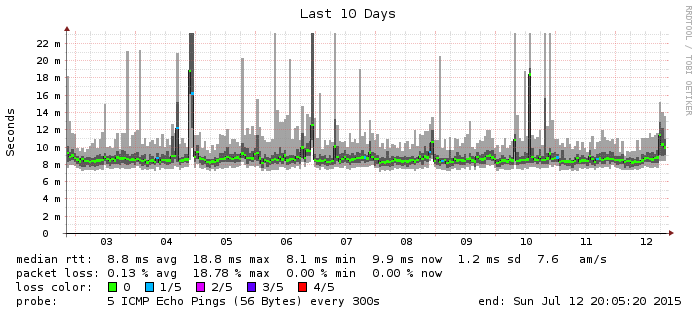 Last 10 Days
RRDTOOL / TOBI OETIKER
Seconds
22 m
20 m
18 m
16 m
14 m
12 m
10 m
8 m
6 m
4 m
2 m
0
03 04 05 06 07 08 09 10 11 12
median rtt: 8.8 ms avg 18.8 ms max 8.1 ms min 9.9 ms now 1.2 ms sd 7.6 am/s
packet loss: 0.13 % avg 18.78 % max 0.00 % min 0.00 % now
loss color: 0 1/5 2/5 3/5 4/5
probe: 5 ICMP Echo Pings (56 Bytes) every 300s end: Sun Jul 12 20:05:20 2015